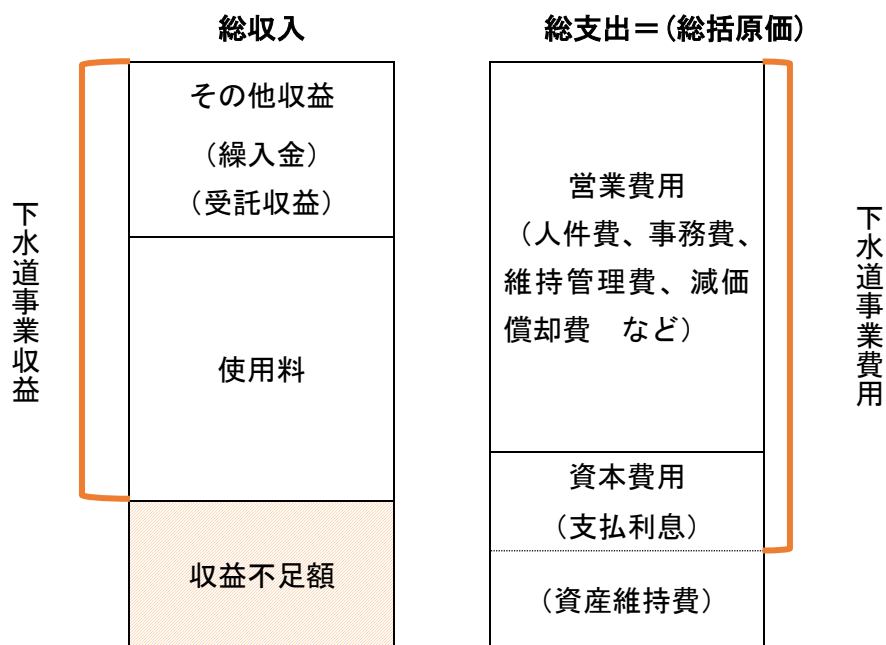 総収入
総支出＝（総括原価）
下水道事業収益
その他収益
（繰入金）
（受託収益）
使用料
収益不足額
営業費用
（人件費、事務費、
維持管理費、減価
償却費　など）
資本費用
（支払利息）
（資産維持費）
下水道事業費用